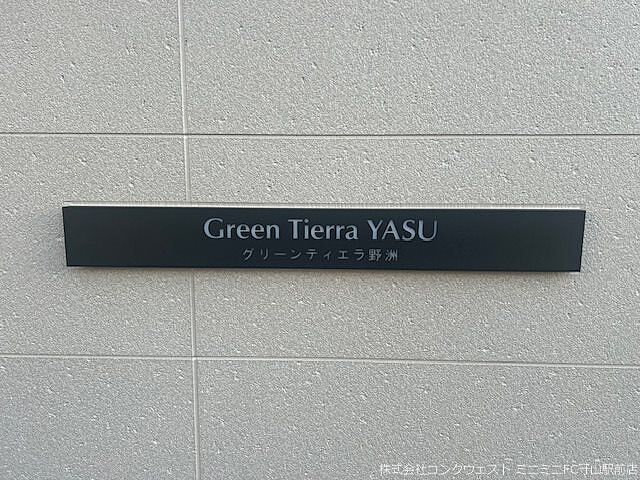 Green Tierra YASU
グリーンティエラ野洲
株式会社コンクウェスト ミニミニFC守山駅前店